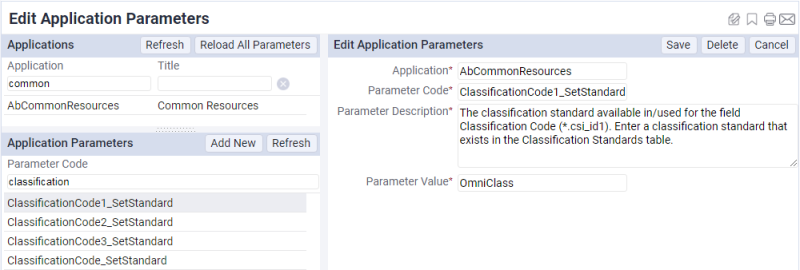 Edit Application Parameters
Applications Refresh Reload All Parameters
Application Title
common
AbCommonResources Common Resources
Application Parameters Add New Refresh
Parameter Code
classification
ClassificationCode1_SetStandard
ClassificationCode2_SetStandard
ClassificationCode3_SetStandard
ClassificationCode_SetStandard
Edit Application Parameters Save Delete Cancel
Application* AbCommonResources
Parameter Code* ClassificationCode1_SetStandard
Parameter Description* The classification standard available in/used for the field
Classification Code (*.csi_id1). Enter a classification standard that
exists in the Classification Standards table.
Parameter Value* OmniClass